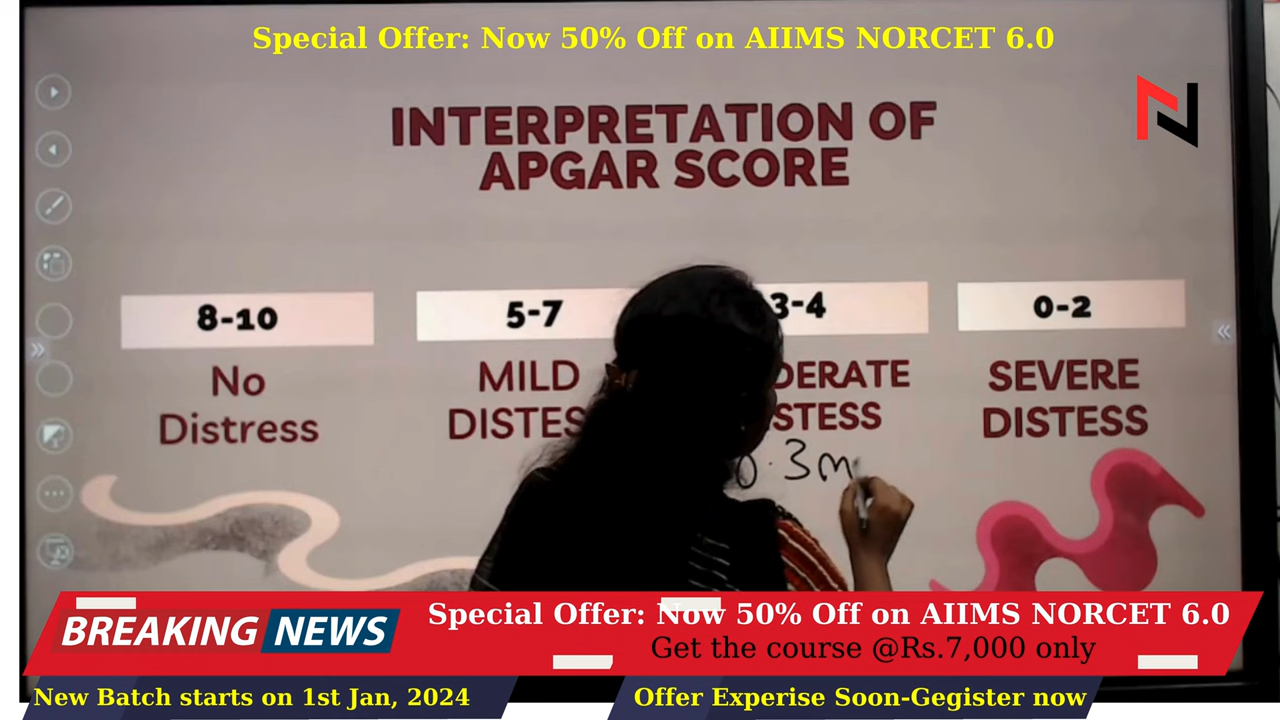 Special Offer: Now 50% Off on AIIMS NORCET 6.0
INTERPRETATION OF
APGAR SCORE
8-10
5-7
3-4
0-2
No
Distress
MILD
SEVERE
DISTESS
0.3m
BREAKING NEWS
Special Offer: Now 50% Off on AIIMS NORCET 6.0
Get the course @Rs.7,000 only
New Batch starts on 1st Jan, 2024
Offer Experise Soon-Gegister now